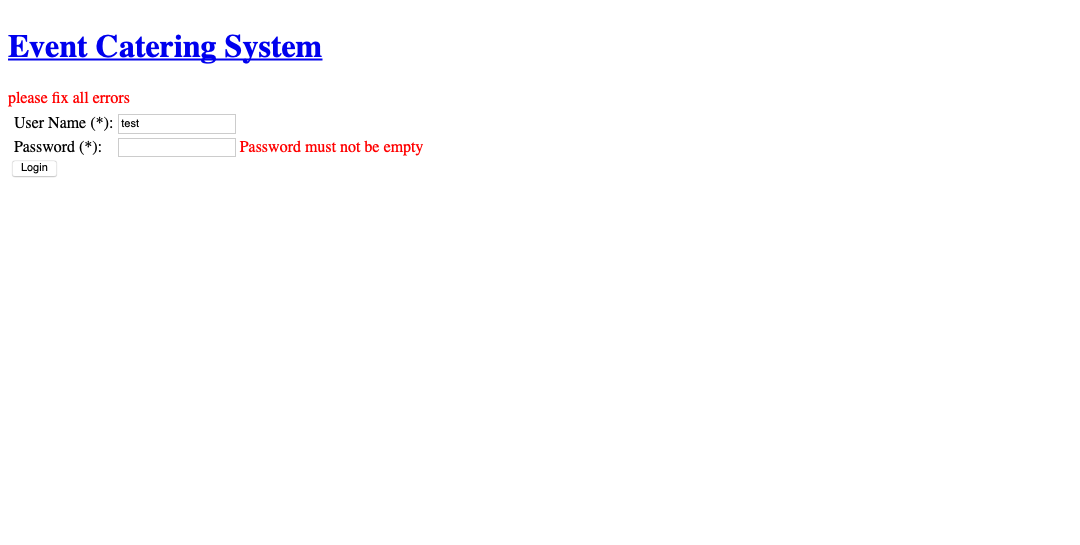 Event Catering System
please fix all errors
User Name (*): test
Password (*): Password must not be empty
Login